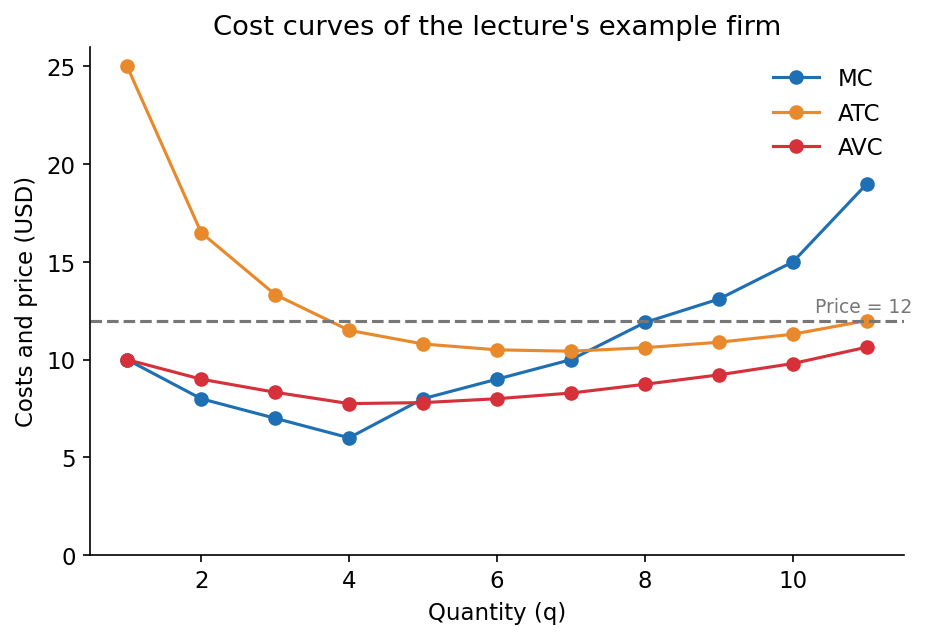 Cost curves of the lecture's example firm
Costs and price (USD)
25
20
15
10
5
0
MC
ATC
AVC
Price = 12
2
4
6
8
10
Quantity (q)